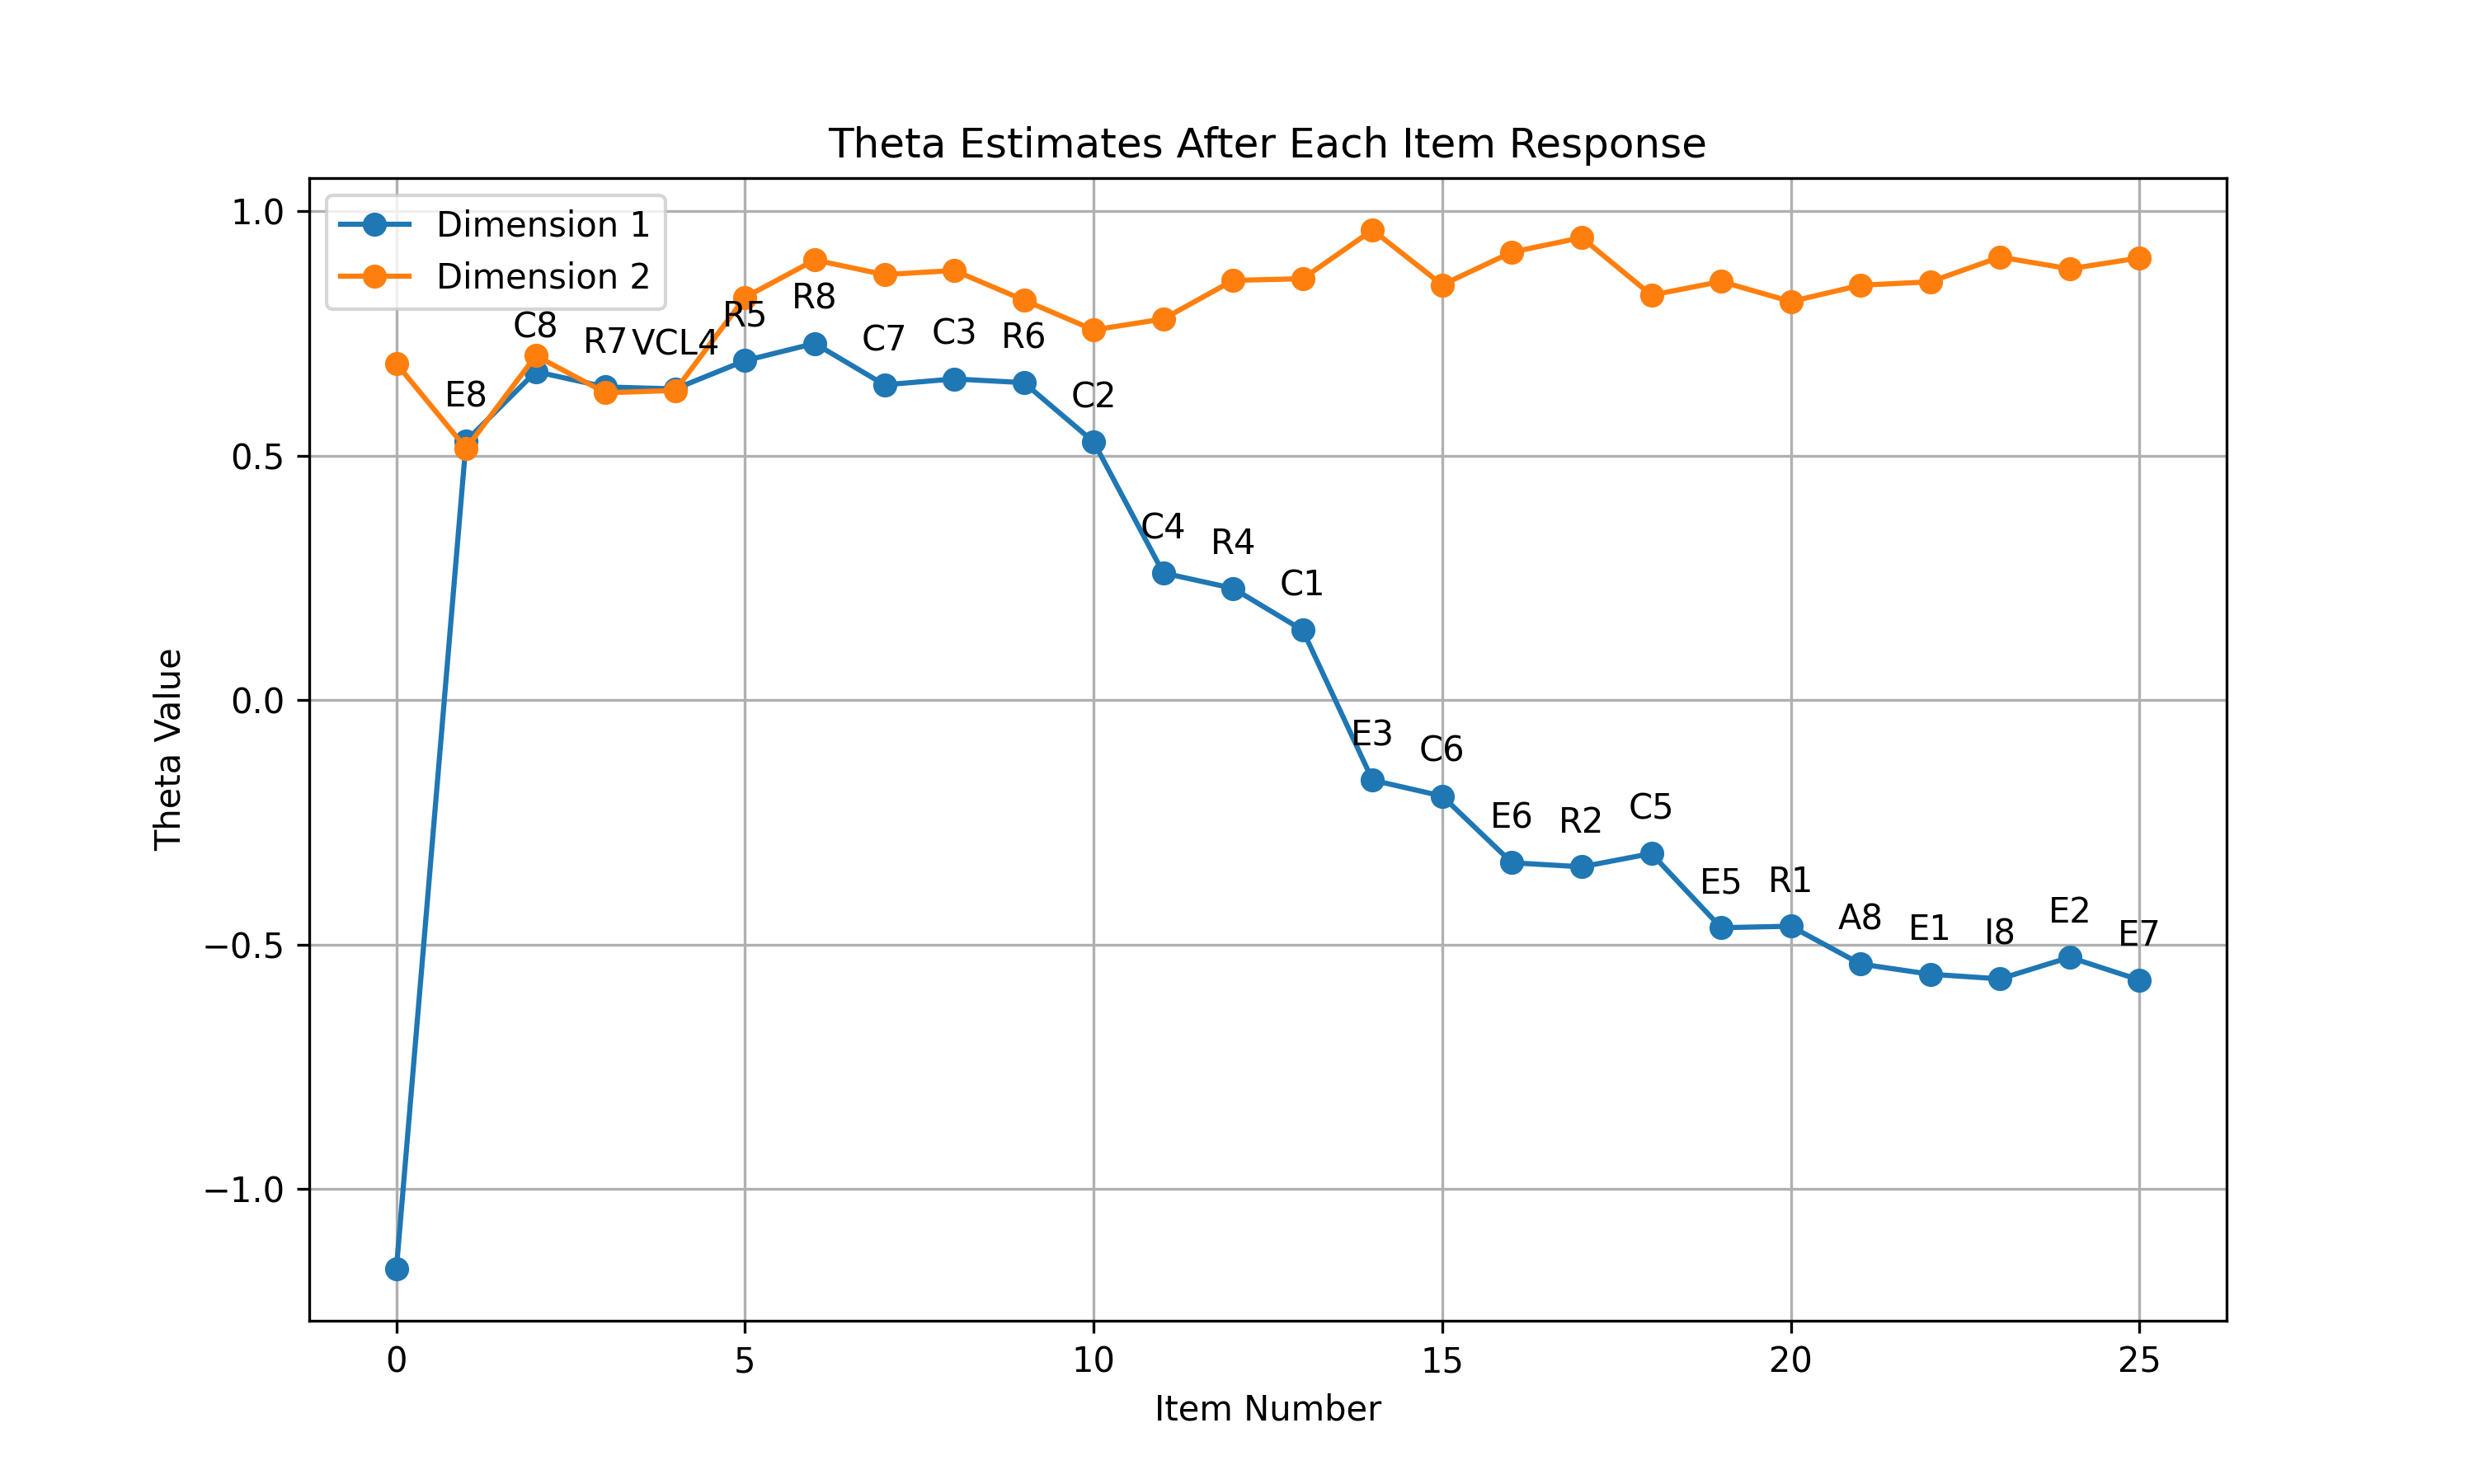 Theta Estimates After Each Item Response
Dimension 1
Dimension 2
1.0
0.5
0.0
−0.5
−1.0
Theta Value
E8
C8
R7
VCL4
R5
R8
C7
C3
R6
C2
C4
R4
C1
E3
C6
E6
R2
C5
E5
R1
A8
E1
I8
E2
E7
0
5
10
15
20
25
Item Number